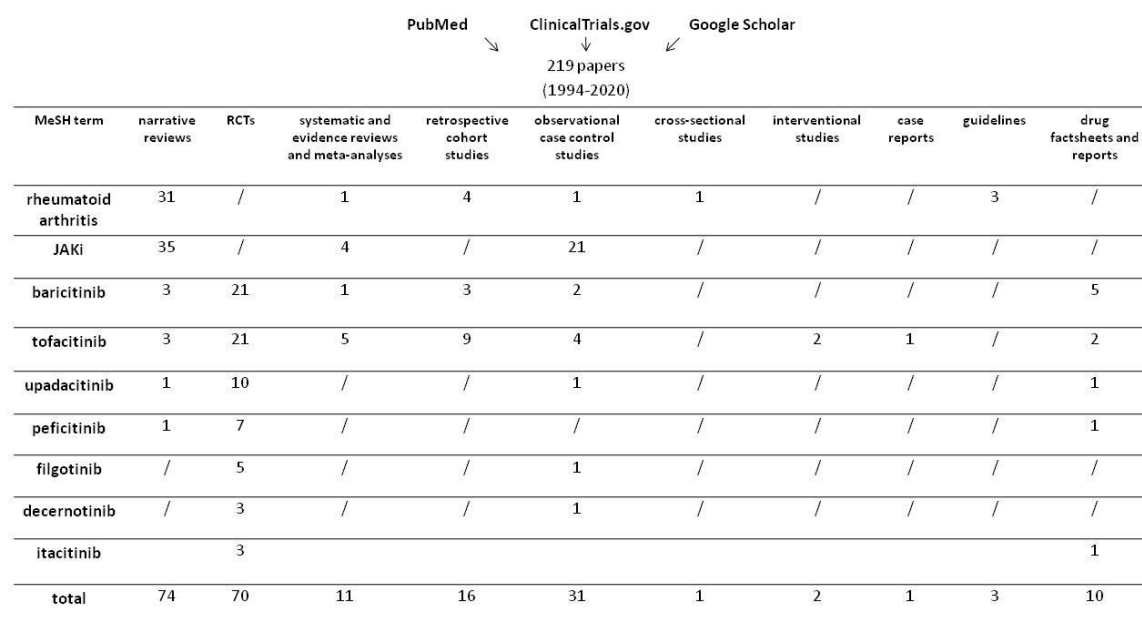 PubMed ClinicalTrials.gov Google Scholar
219 papers
(1994-2020)
MeSH term narrative reviews RCTs systematic and evidence reviews and meta-analyses retrospective cohort studies observational case control studies cross-sectional studies interventional studies case reports guidelines drug factsheets and reports
rheumatoid arthritis 31 / 1 4 1 1 / / 3 /
JAKi 35 / 4 / 21 / / / / /
baricitinib 3 21 1 3 2 / / / / 5
tofacitinib 3 21 5 9 4 / 2 1 / 2
upadacitinib 1 10 / / 1 / / / / 1
peficitinib 1 7 / / / / / / / 1
filgotinib / 5 / / 1 / / / / /
decernotinib / 3 / / 1 / / / / /
itacitinib 3 1
total 74 70 11 16 31 1 2 1 3 10